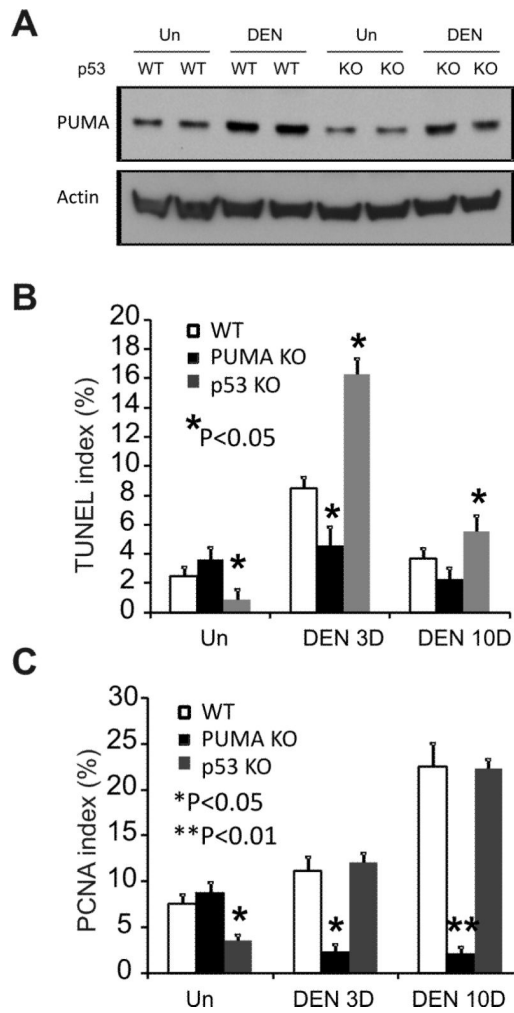 A
Un DEN Un DEN
p53 WT WT WT WT KO KO KO KO
PUMA
Actin
B
20
18
16
14
12
10
8
6
4
2
0
TUNEL index (%)
WT
PUMA KO
p53 KO
*P<0.05
*
*
*
*
Un DEN 3D DEN 10D
C
30
25
20
15
10
5
0
PCNA index (%)
WT
PUMA KO
p53 KO
*P<0.05
**P<0.01
*
*
**
Un DEN 3D DEN 10D